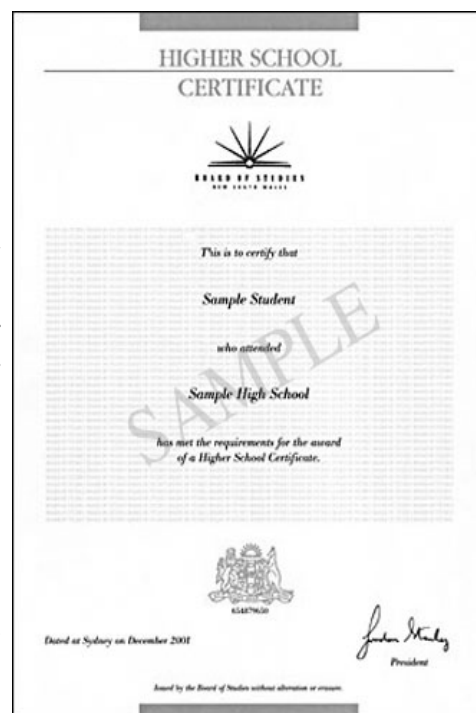 HIGHER SCHOOL
CERTIFICATE
BOARD OF STUDIES
NEW SOUTH WALES
This is to certify that
Sample Student
who attended
Sample High School
has met the requirements for the award
of a Higher School Certificate.
SAMPLE
Dated at Sydney on December 2001
President
Issued by the Board of Studies without alteration or erasure.